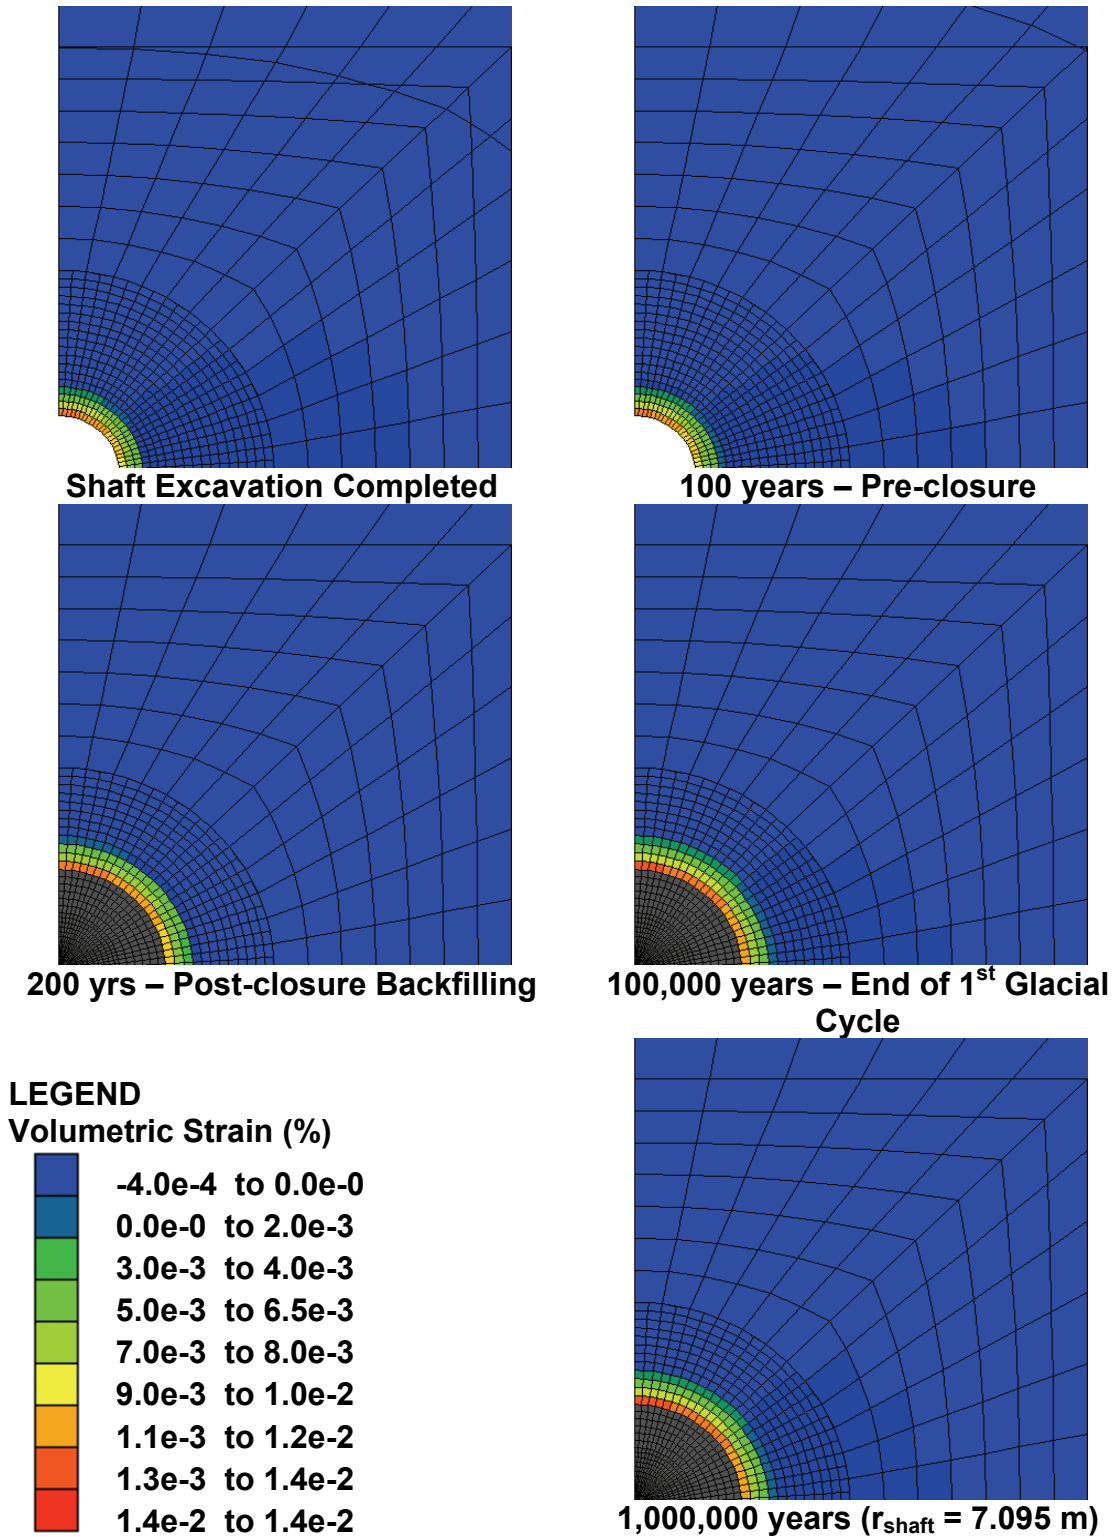 Shaft Excavation Completed
100 years – Pre-closure
200 yrs – Post-closure Backfilling
100,000 years – End of 1st Glacial
Cycle
LEGEND
Volumetric Strain (%)
-4.0e-4 to 0.0e-0
0.0e-0 to 2.0e-3
3.0e-3 to 4.0e-3
5.0e-3 to 6.5e-3
7.0e-3 to 8.0e-3
9.0e-3 to 1.0e-2
1.1e-3 to 1.2e-2
1.3e-3 to 1.4e-2
1.4e-2 to 1.4e-2
1,000,000 years (rshaft = 7.095 m)